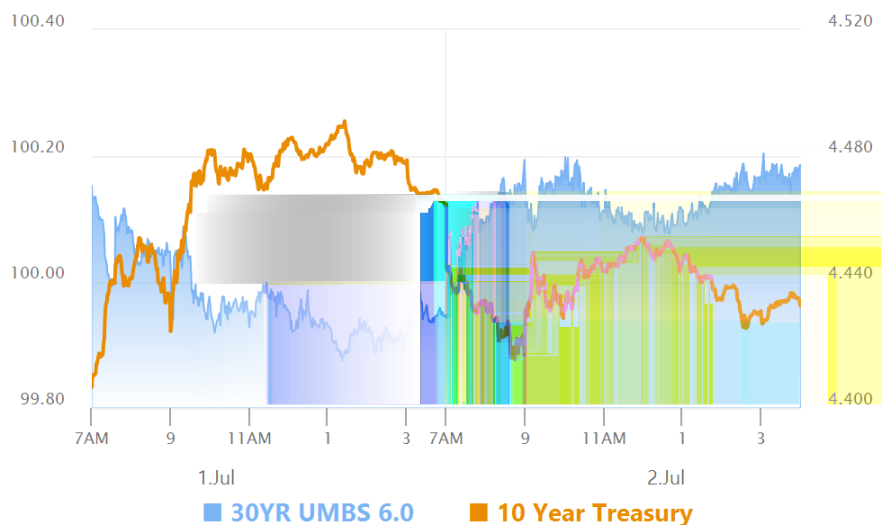 100.40 4.520
100.20 4.480
100.00 4.440
99.80 4.400
7AM 9 11AM 1 3 7AM 9 11AM 1 3
1.Jul 2.Jul
30YR UMBS 6.0 10 Year Treasury